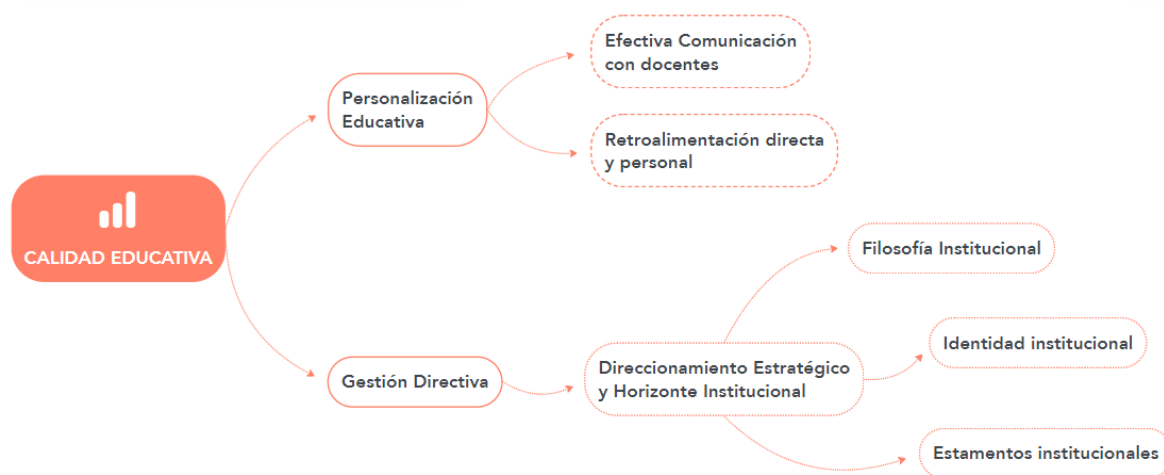 Efectiva Comunicación
con docentes
Personalización
Educativa
Retroalimentación directa
y personal
CALIDAD EDUCATIVA
Filosofía Institucional
Identidad institucional
Direccionamiento Estratégico
y Horizonte Institucional
Gestión Directiva
Estamentos institucionales